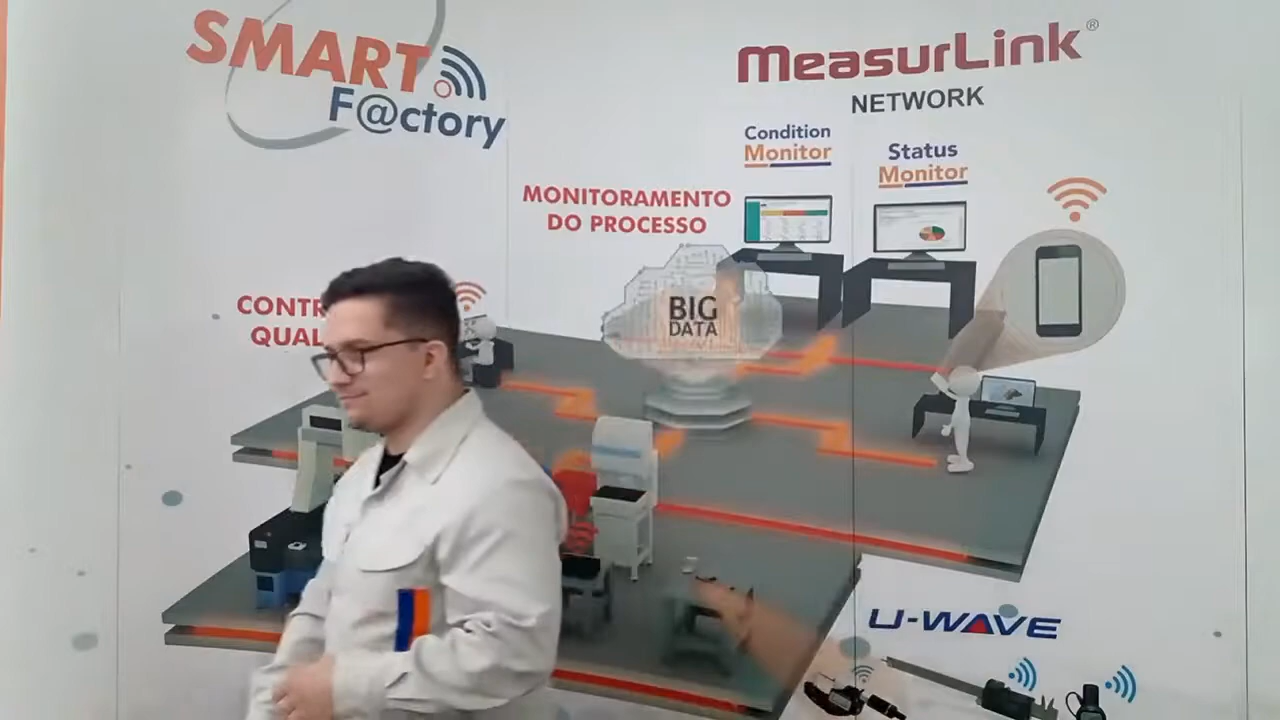 SMART
F@ctory
MeasurLink®
NETWORK
Condition
Monitor
Status
Monitor
MONITORAMENTO
DO PROCESSO
CONTR
QUAL
BIG
DATA
U-WAVE